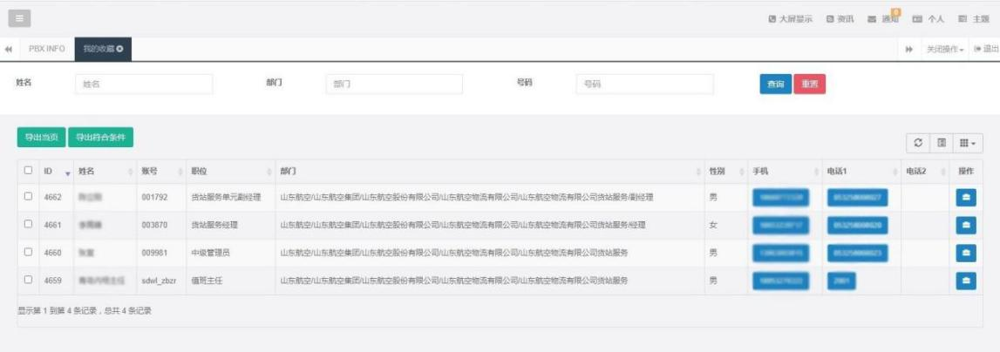 大屏显示 资讯 通知 0 个人 主题
PBX INFO 我的收藏 关闭操作 退出
姓名 姓名 部门 部门 号码 号码 查询 重置
导出当页 导出符合条件
ID 姓名 账号 职位 部门 性别 手机 电话1 电话2 操作
4662 001792 货站服务单元副经理 山东航空/山东航空集团/山东航空股份有限公司/山东航空物流有限公司/山东航空物流有限公司货站服务/副经理 男
4661 003870 货站服务经理 山东航空/山东航空集团/山东航空股份有限公司/山东航空物流有限公司/山东航空物流有限公司货站服务/经理 女
4660 009981 中级管理员 山东航空/山东航空集团/山东航空股份有限公司/山东航空物流有限公司/山东航空物流有限公司货站服务 男
4659 sdwl_zbzr 值班主任 山东航空/山东航空集团/山东航空股份有限公司/山东航空物流有限公司/山东航空物流有限公司货站服务 男
显示第 1 到第 4 条记录，总共 4 条记录